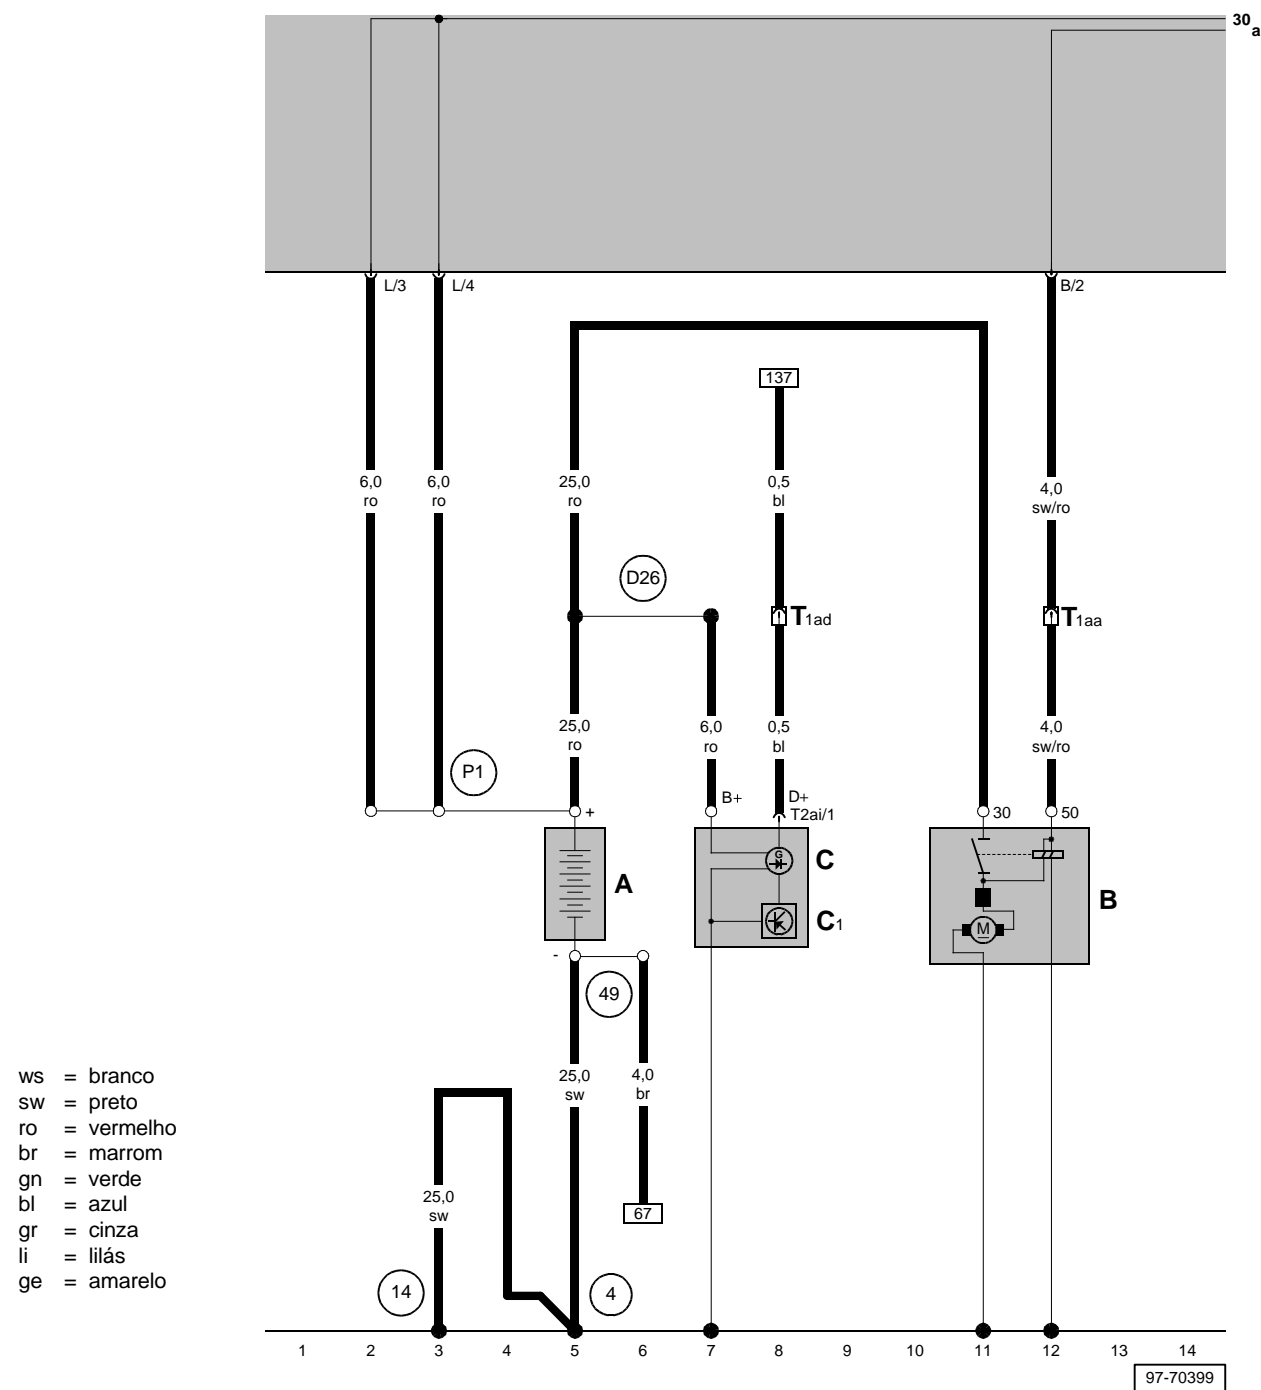 30
a
L/3
L/4
B/2
137
6,0
ro
6,0
ro
25,0
ro
0,5
bl
4,0
sw/ro
D26
T1ad
T1aa
25,0
ro
6,0
ro
0,5
bl
4,0
sw/ro
P1
+
B+
D+
T2ai/1
30
50
A
G
C
C1
M
B
-
49
25,0
sw
4,0
br
ws = branco
sw = preto
ro = vermelho
br = marrom
gn = verde
bl = azul
gr = cinza
li = lilás
ge = amarelo
25,0
sw
67
14
4
1 2 3 4 5 6 7 8 9 10 11 12 13 14
97-70399